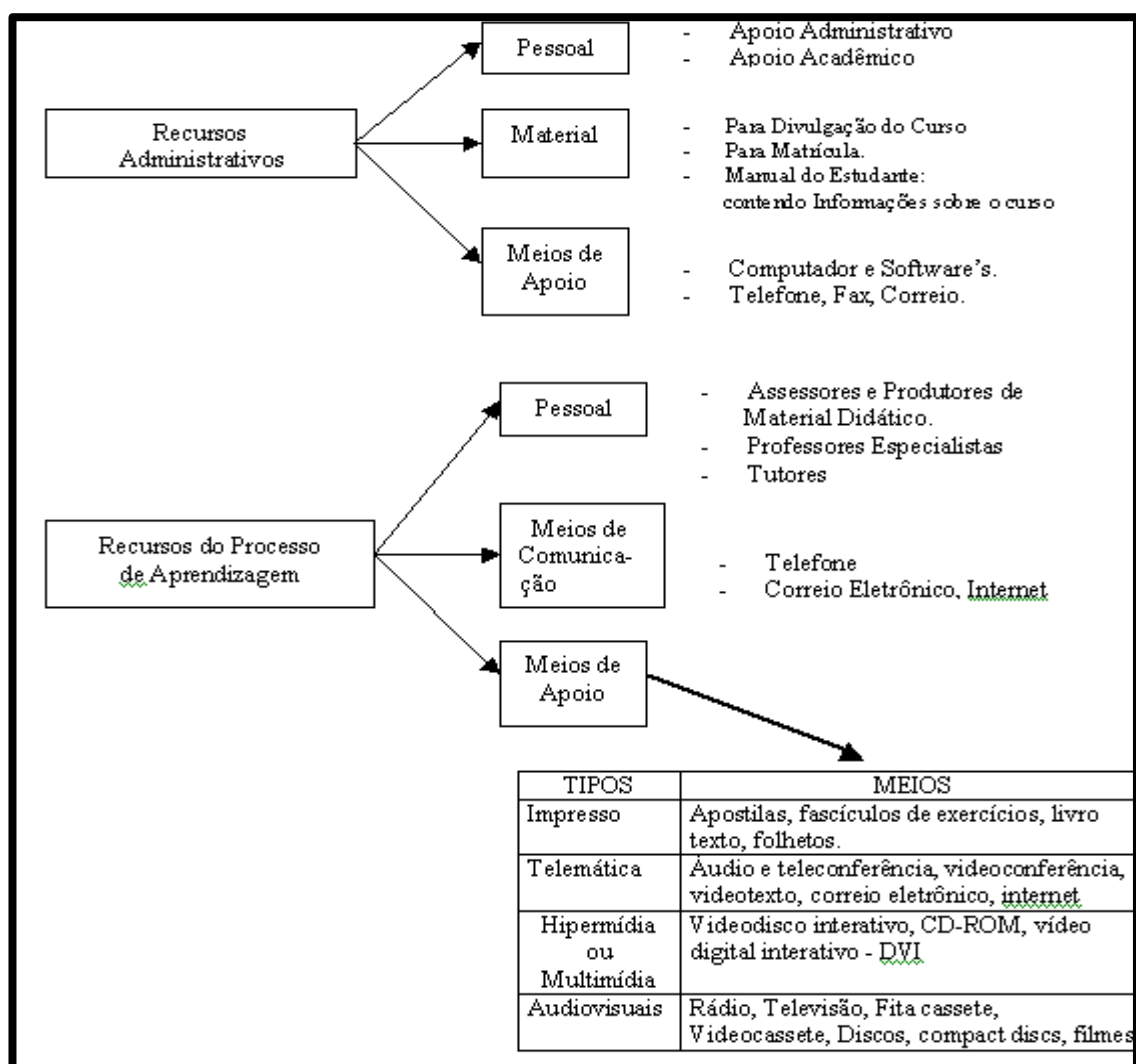 Pessoal
- Apoio Administrativo
- Apoio Acadêmico
Recursos
Administrativos
Material
- Para Divulgação do Curso
- Para Matrícula.
- Manual do Estudante:
contendo Informações sobre o curso
Meios de
Apoio
- Computador e Software's.
- Telefone, Fax, Correio.
Pessoal
- Assessores e Produtores de
Material Didático.
- Professores Especialistas
- Tutores
Recursos do Processo
de Aprendizagem
Meios de
Comunica-
ção
- Telefone
- Correio Eletrônico, Internet
Meios de
Apoio
TIPOS MEIOS
Impresso Apostilas, fascículos de exercícios, livro
texto, folhetos.
Telemática Áudio e teleconferência, videoconferência,
videotexto, correio eletrônico, internet
Hipermídia Videodisco interativo, CD-ROM, vídeo
ou digital interativo - DVI
Multimídia
Audiovisuais Rádio, Televisão, Fita cassete,
Videocassete, Discos, compact discs, filmes